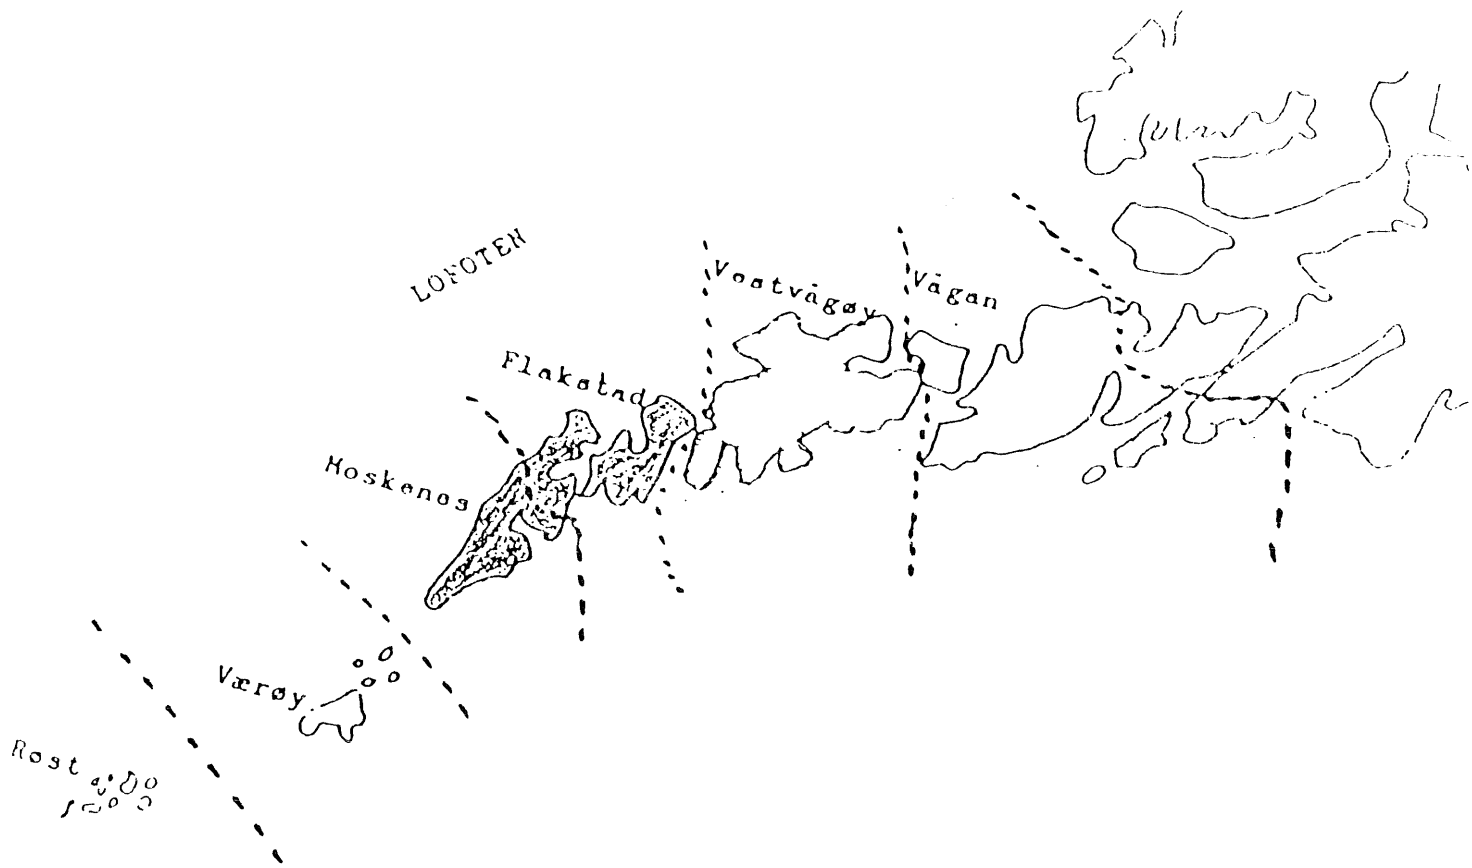 LOFOTEN
Vestvågøy
Vågan
Flakstad
Moskenes
Værøy
Røst